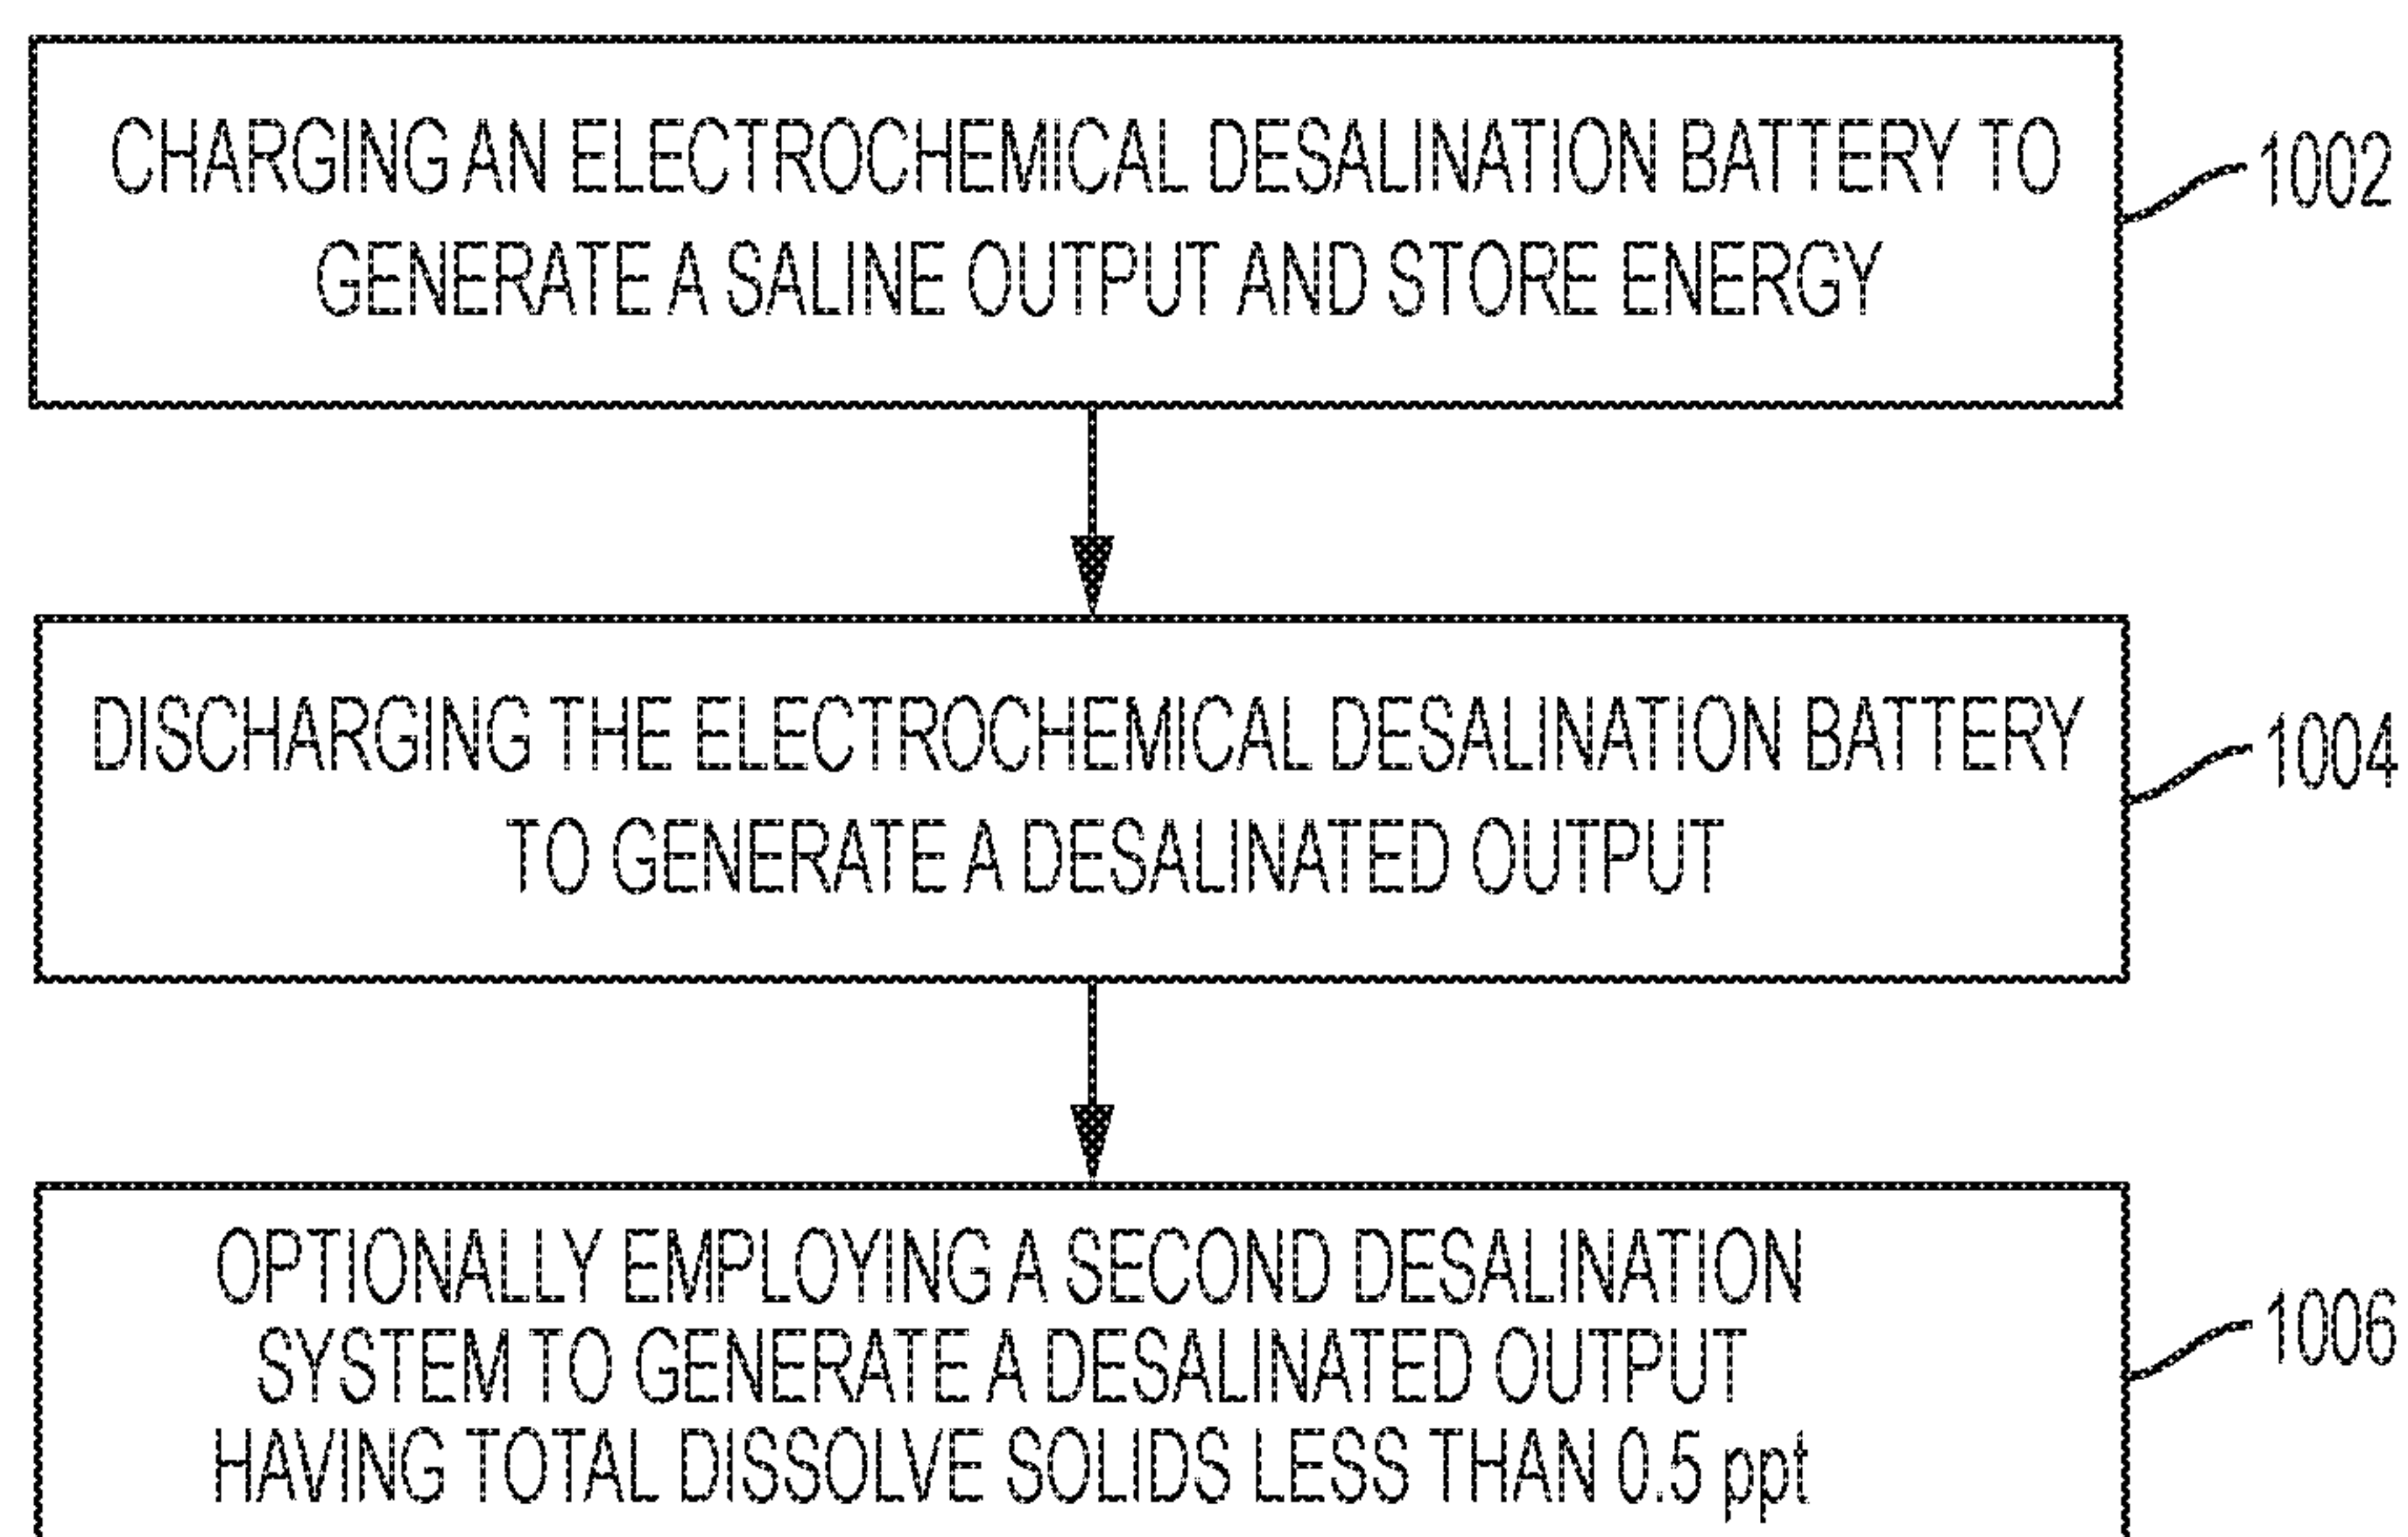 CHARGING AN ELECTROCHEMICAL DESALINATION BATTERY TO
GENERATE A SALINE OUTPUT AND STORE ENERGY
1002
DISCHARGING THE ELECTROCHEMICAL DESALINATION BATTERY
TO GENERATE A DESALINATED OUTPUT
1004
OPTIONALLY EMPLOYING A SECOND DESALINATION
SYSTEM TO GENERATE A DESALINATED OUTPUT
HAVING TOTAL DISSOLVE SOLIDS LESS THAN 0.5 ppt
1006